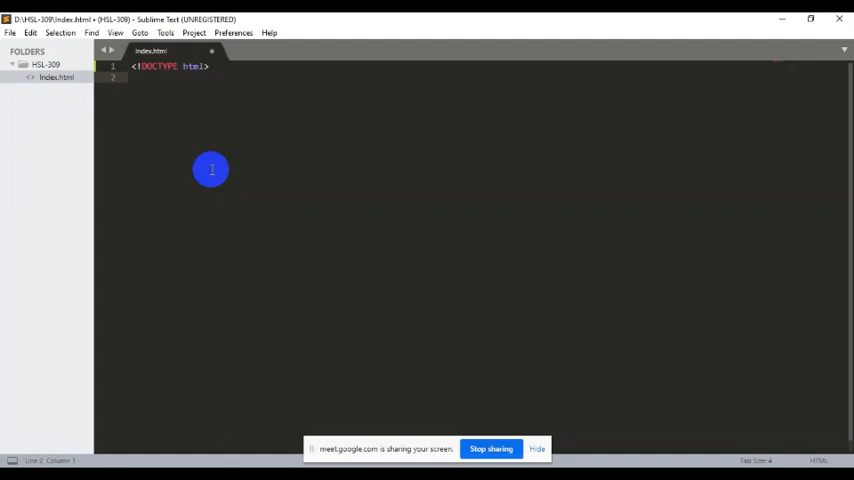 D:\HSL-309\Index.html • (HSL-309) - Sublime Text (UNREGISTERED)
File Edit Selection Find View Goto Tools Project Preferences Help
FOLDERS
HSL-309
Index.html
Index.html
1 <!DOCTYPE html>
2
meet.google.com is sharing your screen. Stop sharing Hide
Line 2, Column 1 Tab Size: 4 HTML